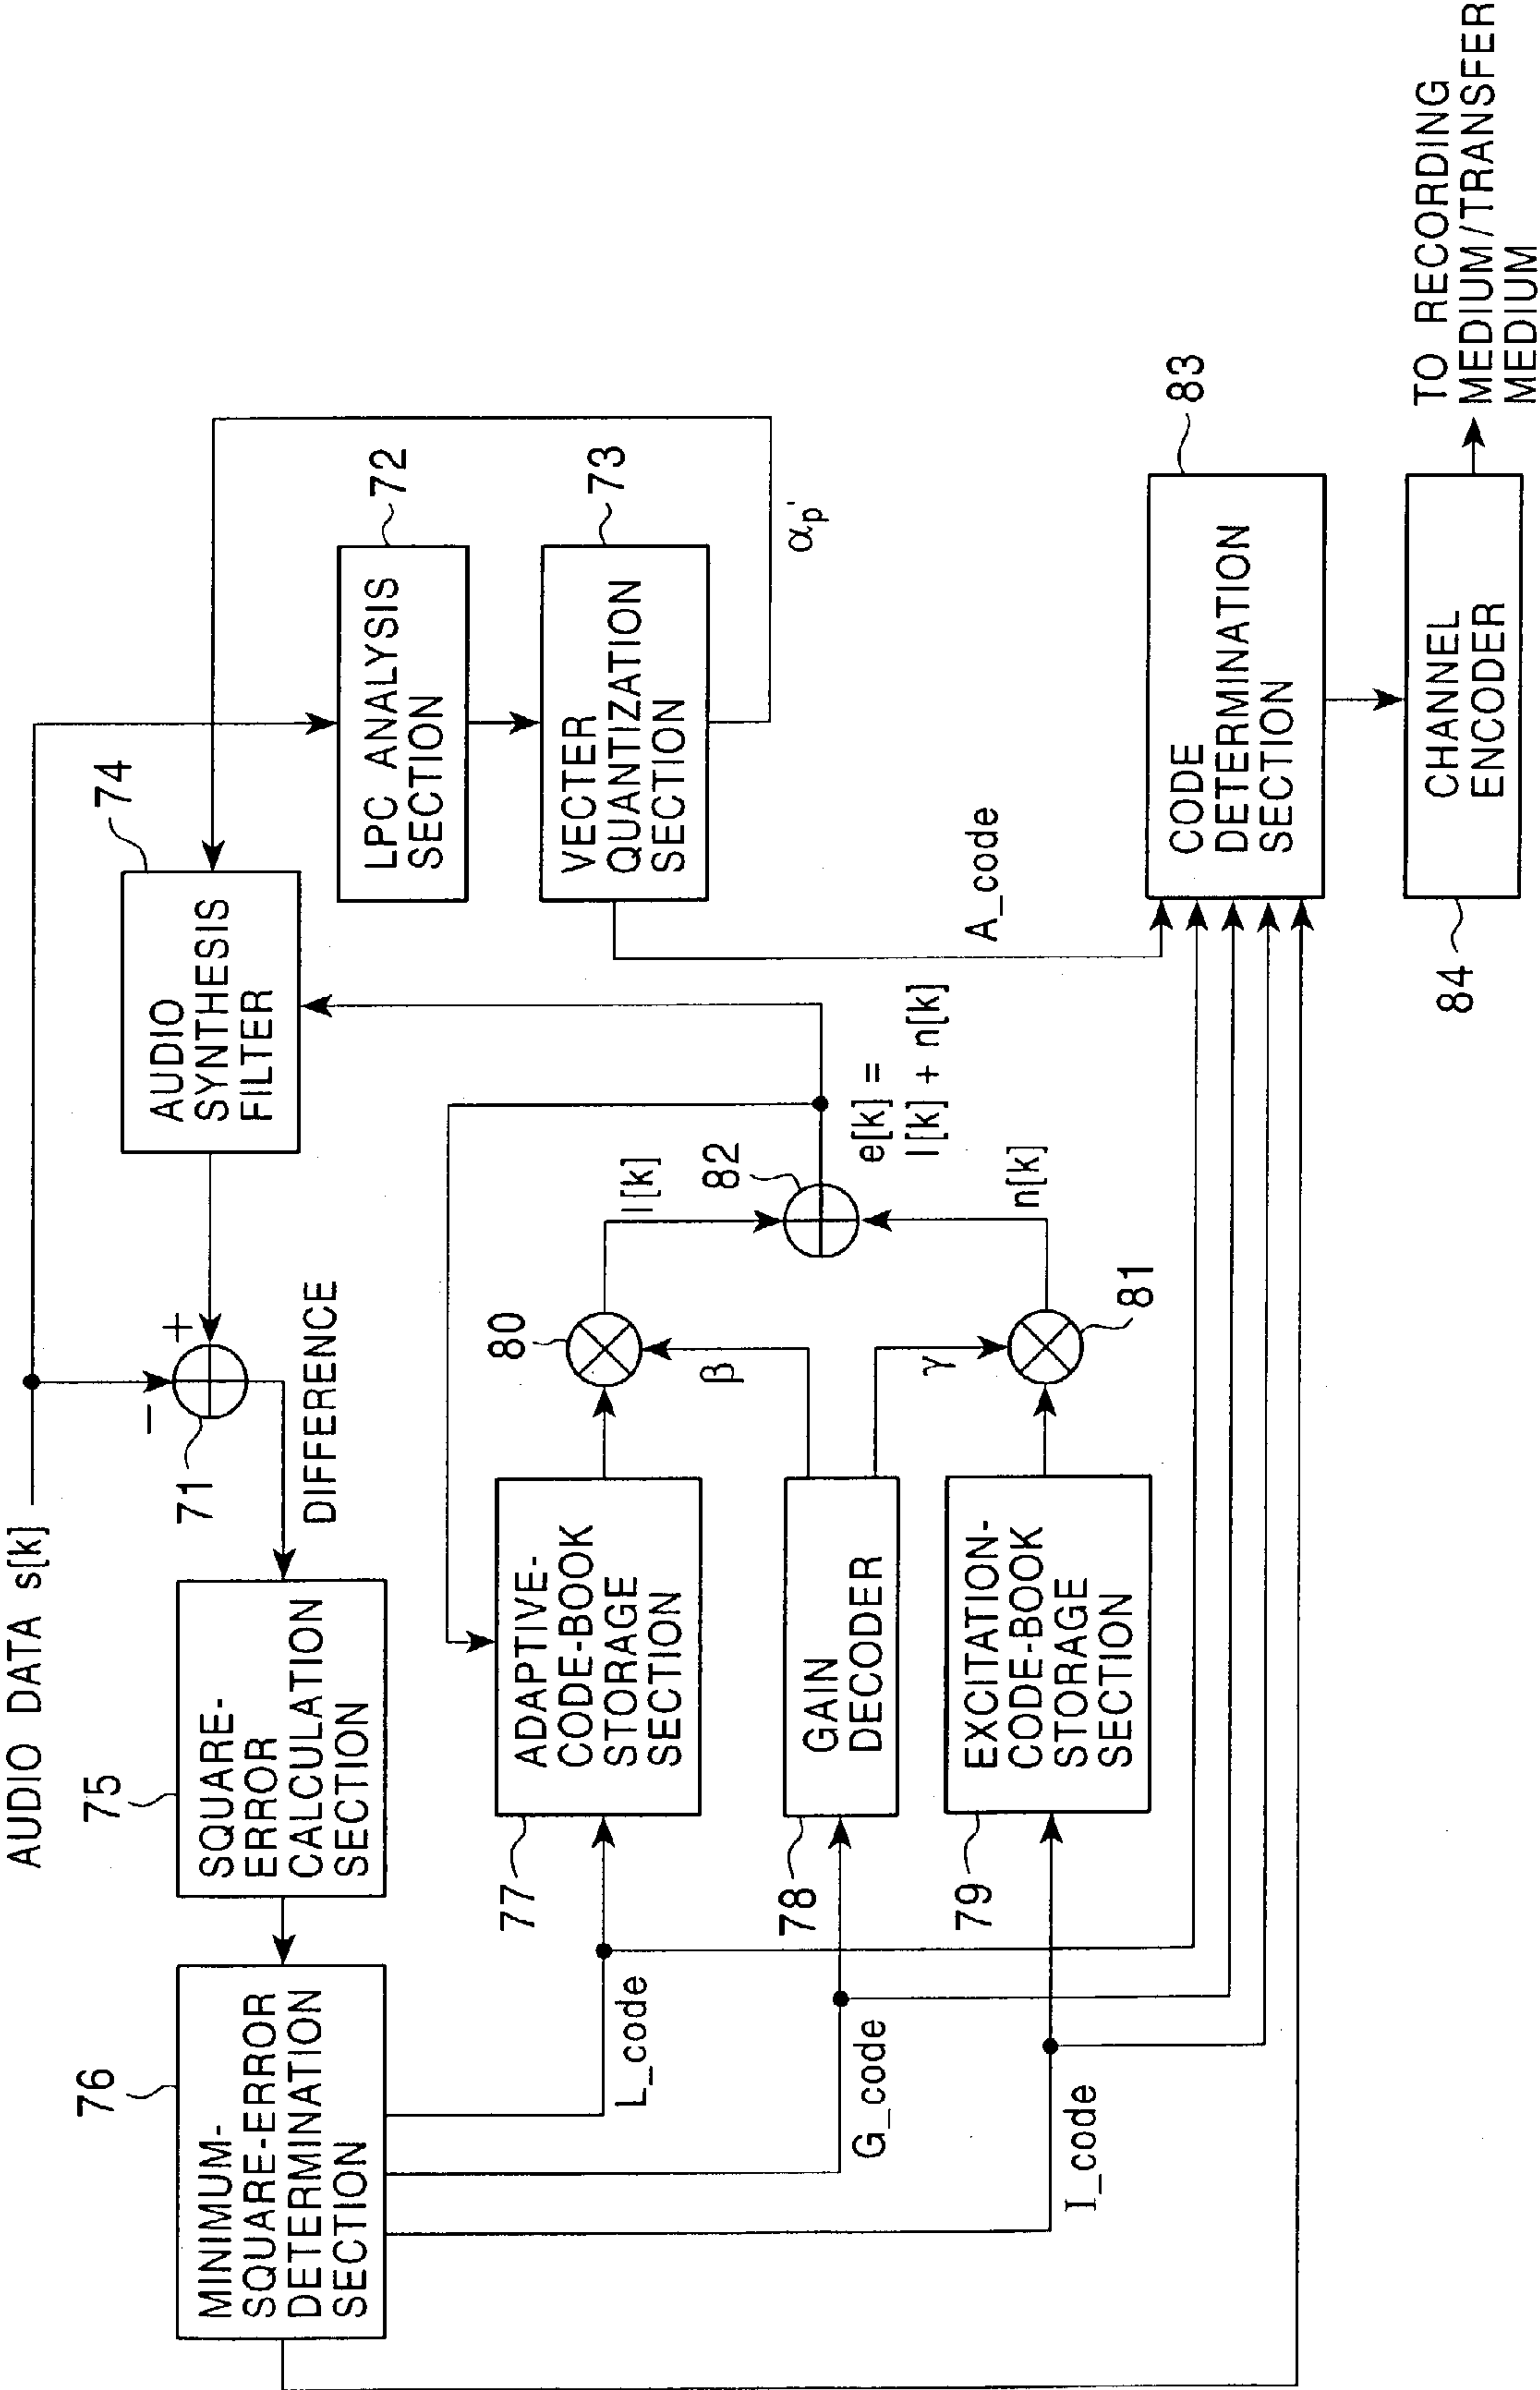 AUDIO DATA s[k]
71
−
+
DIFFERENCE
74
AUDIO
SYNTHESIS
FILTER
72
LPC ANALYSIS
SECTION
73
VECTER
QUANTIZATION
SECTION
αp'
75
SQUARE-
ERROR
CALCULATION
SECTION
76
MINIMUM-
SQUARE-ERROR
DETERMINATION
SECTION
L_code
G_code
I_code
77
ADAPTIVE-
CODE-BOOK
STORAGE
SECTION
78
GAIN
DECODER
79
EXCITATION-
CODE-BOOK
STORAGE
SECTION
80
β
γ
81
l[k]
82
n[k]
e[k] =
l[k] + n[k]
A_code
83
CODE
DETERMINATION
SECTION
84
CHANNEL
ENCODER
TO RECORDING
MEDIUM/TRANSFER
MEDIUM